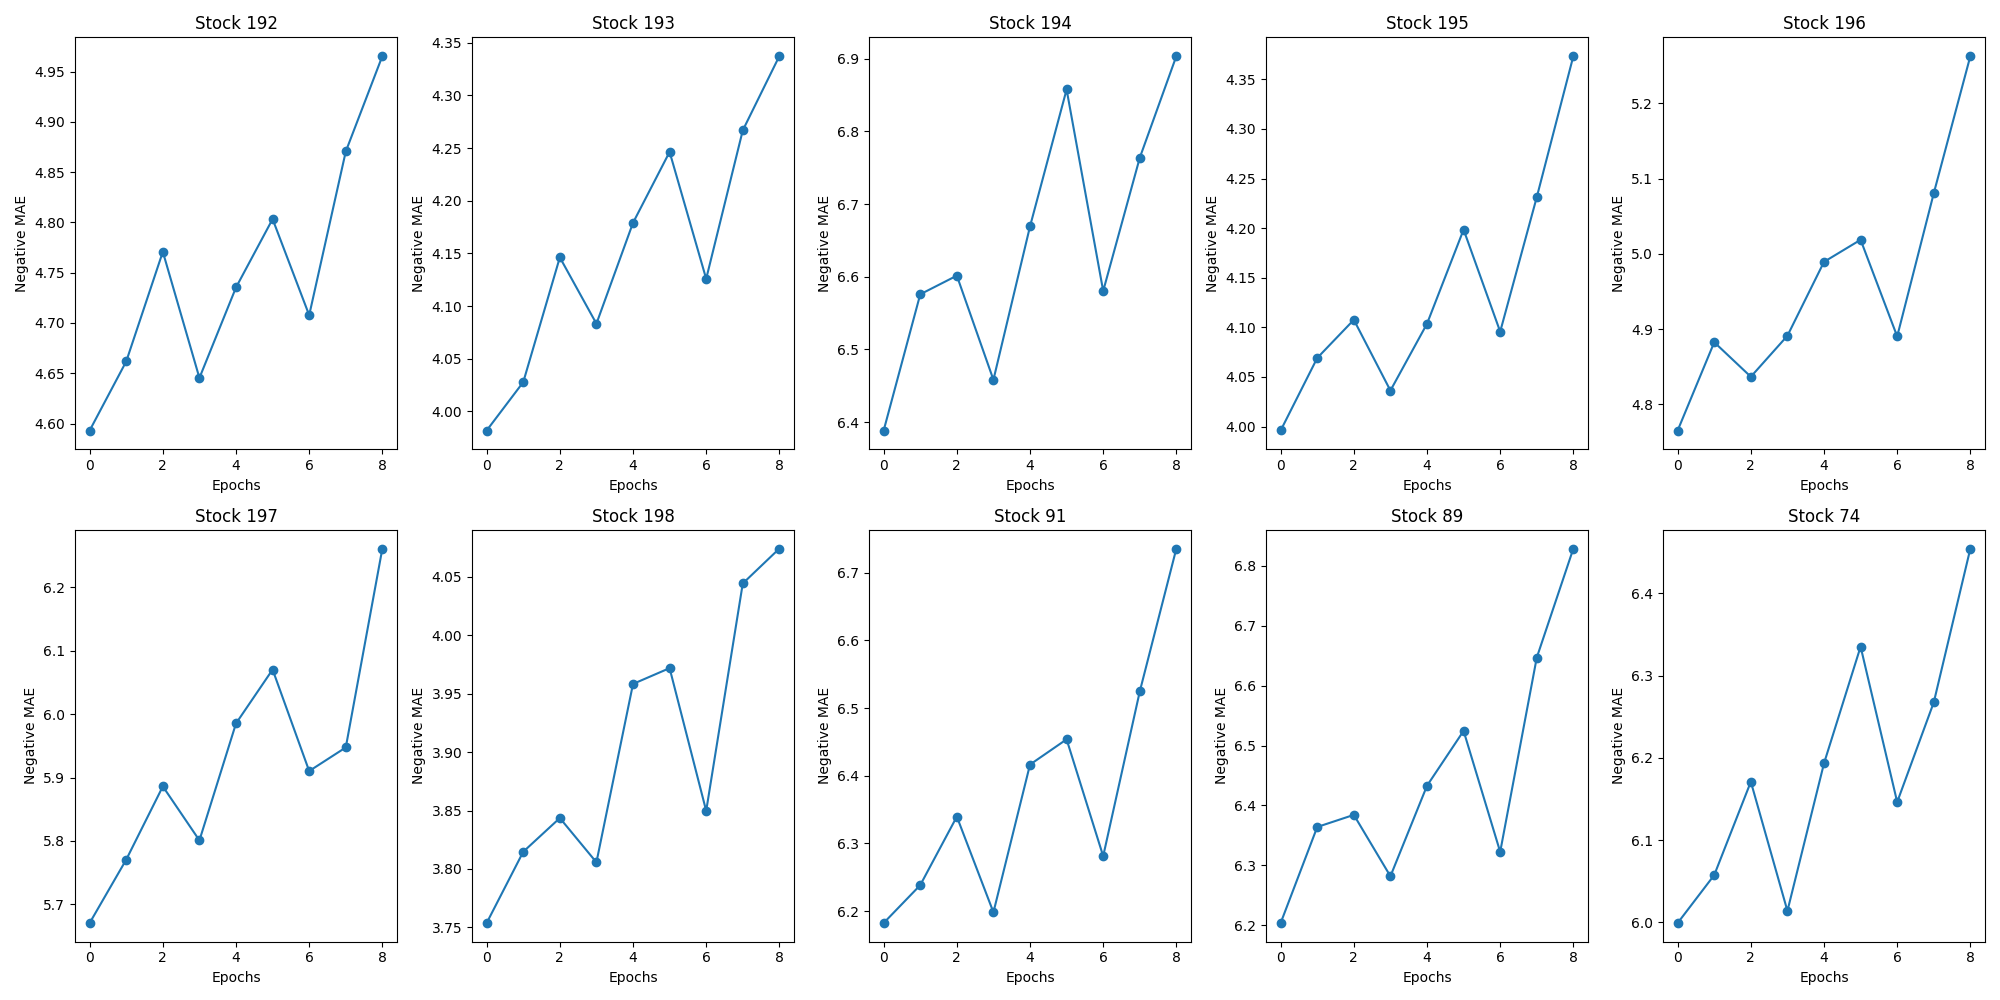 Stock 192
Negative MAE
4.95
4.90
4.85
4.80
4.75
4.70
4.65
4.60
0 2 4 6 8
Epochs
Stock 193
Negative MAE
4.35
4.30
4.25
4.20
4.15
4.10
4.05
4.00
0 2 4 6 8
Epochs
Stock 194
Negative MAE
6.9
6.8
6.7
6.6
6.5
6.4
0 2 4 6 8
Epochs
Stock 195
Negative MAE
4.35
4.30
4.25
4.20
4.15
4.10
4.05
4.00
0 2 4 6 8
Epochs
Stock 196
Negative MAE
5.2
5.1
5.0
4.9
4.8
0 2 4 6 8
Epochs
Stock 197
Negative MAE
6.2
6.1
6.0
5.9
5.8
5.7
0 2 4 6 8
Epochs
Stock 198
Negative MAE
4.05
4.00
3.95
3.90
3.85
3.80
3.75
0 2 4 6 8
Epochs
Stock 91
Negative MAE
6.7
6.6
6.5
6.4
6.3
6.2
0 2 4 6 8
Epochs
Stock 89
Negative MAE
6.8
6.7
6.6
6.5
6.4
6.3
6.2
0 2 4 6 8
Epochs
Stock 74
Negative MAE
6.4
6.3
6.2
6.1
6.0
0 2 4 6 8
Epochs